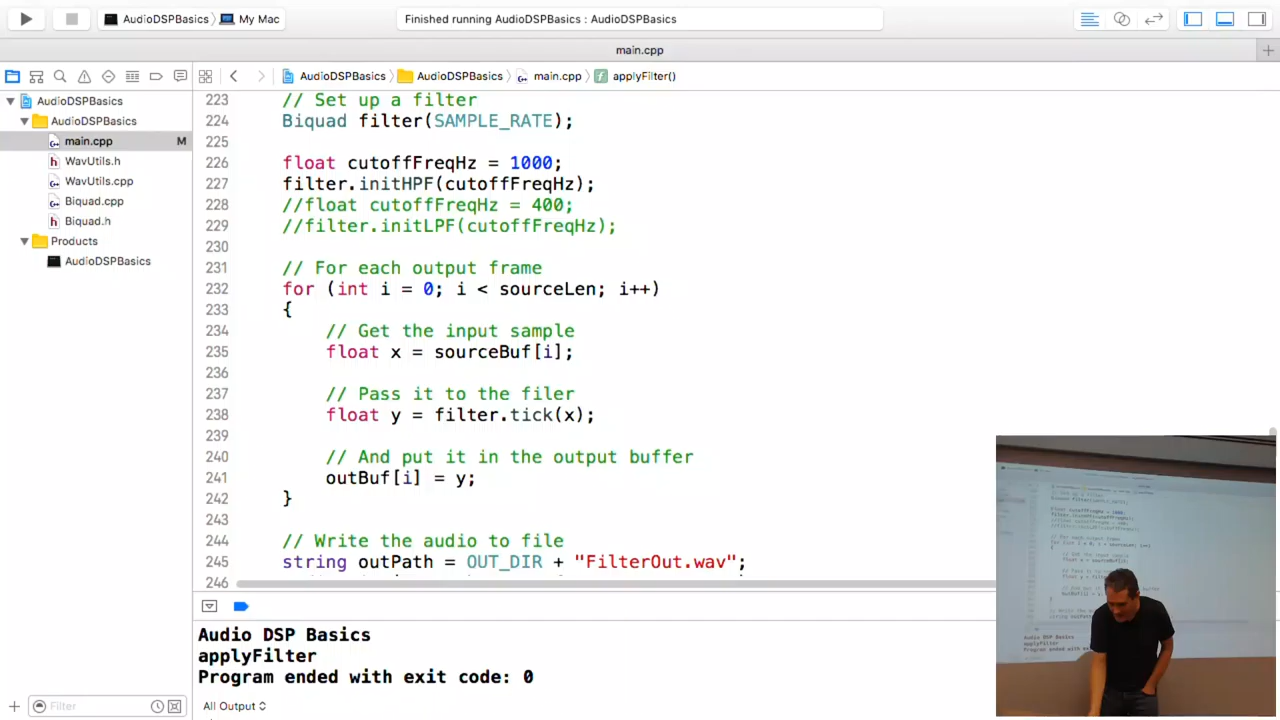 AudioDSPBasics My Mac Finished running AudioDSPBasics : AudioDSPBasics
main.cpp
AudioDSPBasics AudioDSPBasics main.cpp applyFilter()
AudioDSPBasics
AudioDSPBasics
main.cpp M
WavUtils.h
WavUtils.cpp
Biquad.cpp
Biquad.h
Products
AudioDSPBasics
Filter
223 // Set up a filter
224 Biquad filter(SAMPLE_RATE);
225
226 float cutoffFreqHz = 1000;
227 filter.initHPF(cutoffFreqHz);
228 //float cutoffFreqHz = 400;
229 //filter.initLPF(cutoffFreqHz);
230
231 // For each output frame
232 for (int i = 0; i < sourceLen; i++)
233 {
234 // Get the input sample
235 float x = sourceBuf[i];
236
237 // Pass it to the filer
238 float y = filter.tick(x);
239
240 // And put it in the output buffer
241 outBuf[i] = y;
242 }
243
244 // Write the audio to file
245 string outPath = OUT_DIR + "FilterOut.wav";
246
Audio DSP Basics
applyFilter
Program ended with exit code: 0
All Output